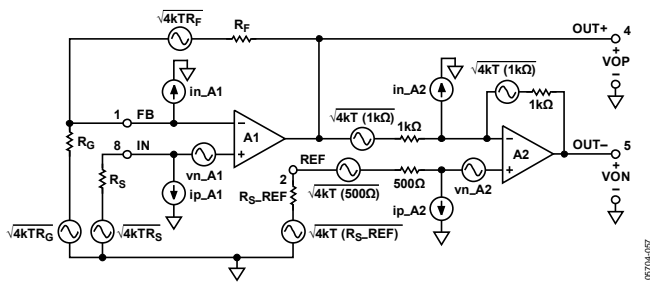 √4kTRF
RF
OUT+ 4
+
VOP
−
in_A1
in_A2
√4kT (1kΩ)
1kΩ
√4kT (1kΩ)
1kΩ
1 FB
−
A1
+
RG
8 IN
vn_A1
RS
ip_A1
REF
2
√4kT (500Ω)
500Ω
vn_A2
−
A2
+
OUT− 5
+
VON
−
RS_REF
ip_A2
√4kTRG
√4kTRS
√4kT (RS_REF)
05704-057